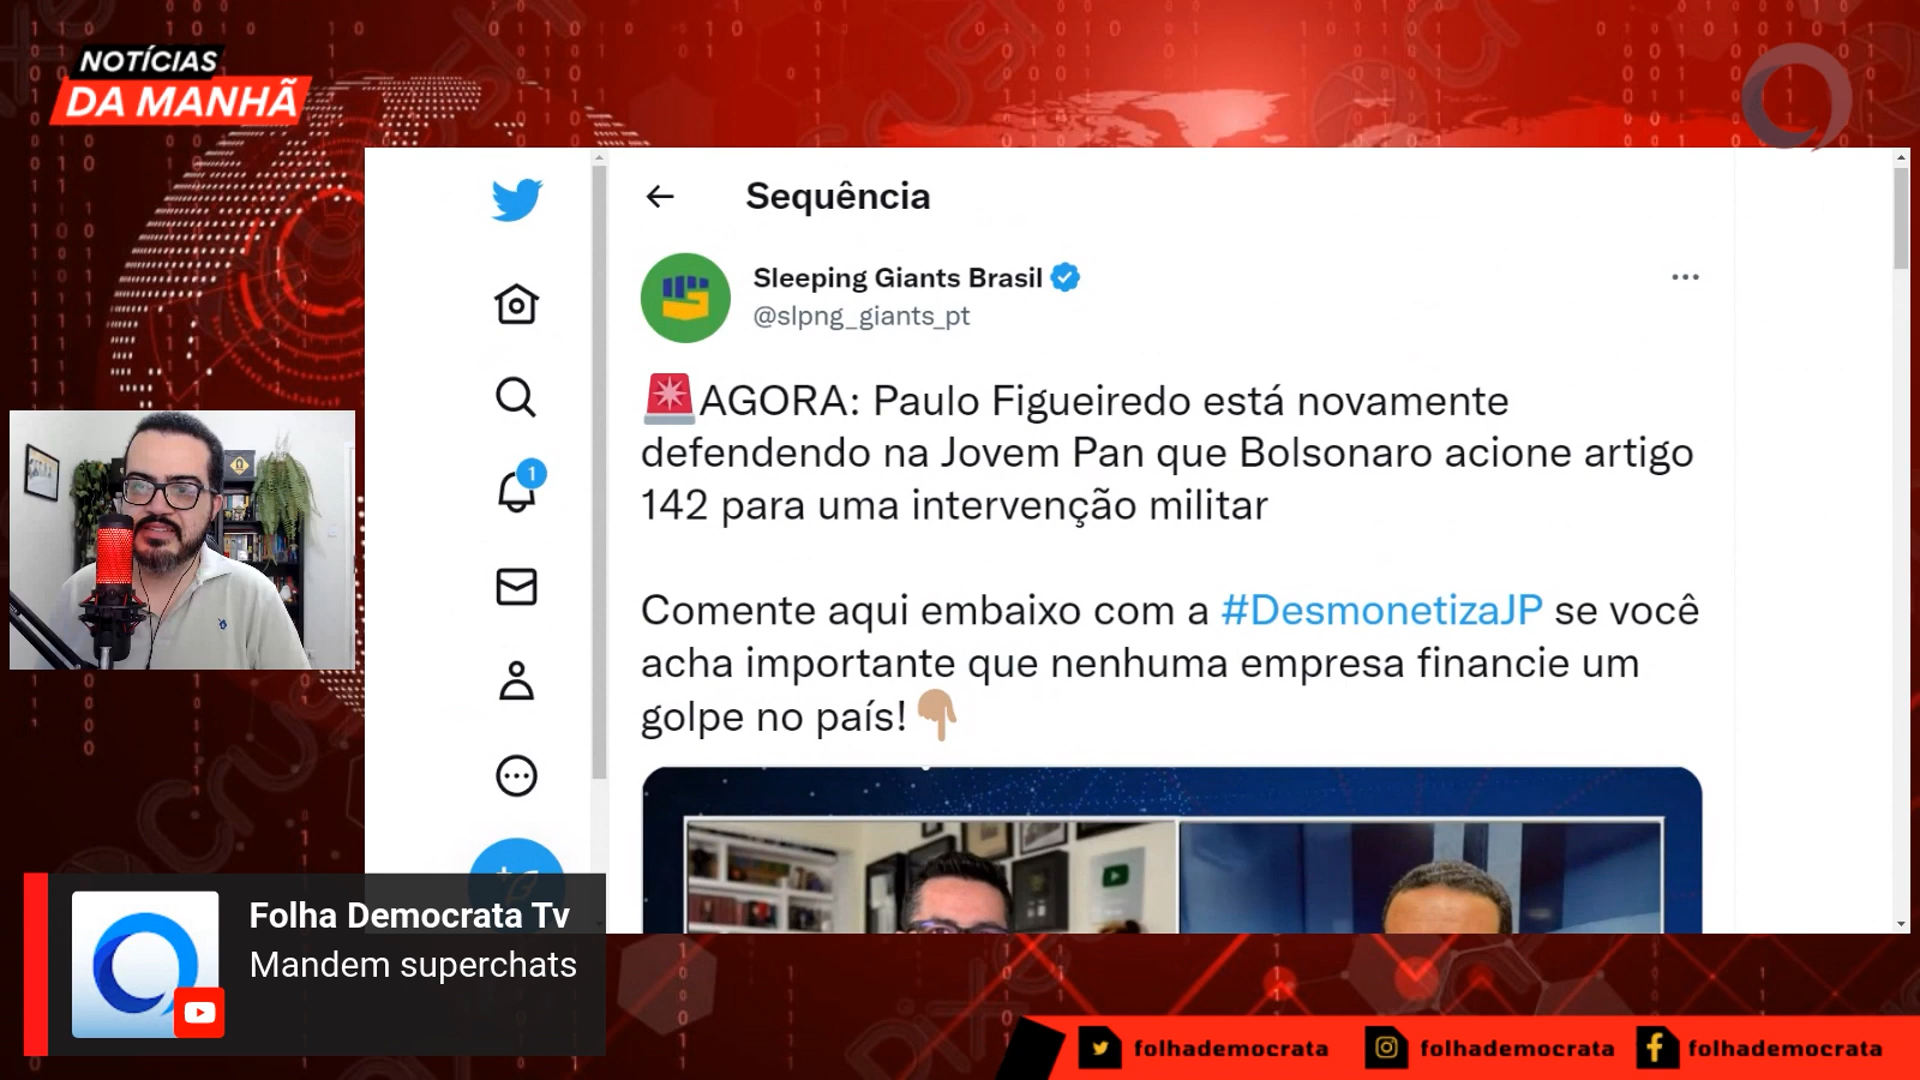 NOTÍCIAS
DA MANHÃ
Sequência
Sleeping Giants Brasil
@slpng_giants_pt
AGORA: Paulo Figueiredo está novamente
defendendo na Jovem Pan que Bolsonaro acione artigo
142 para uma intervenção militar
Comente aqui embaixo com a #DesmonetizaJP se você
acha importante que nenhuma empresa financie um
golpe no país!
1
Folha Democrata Tv
Mandem superchats
folhademocrata
folhademocrata
folhademocrata